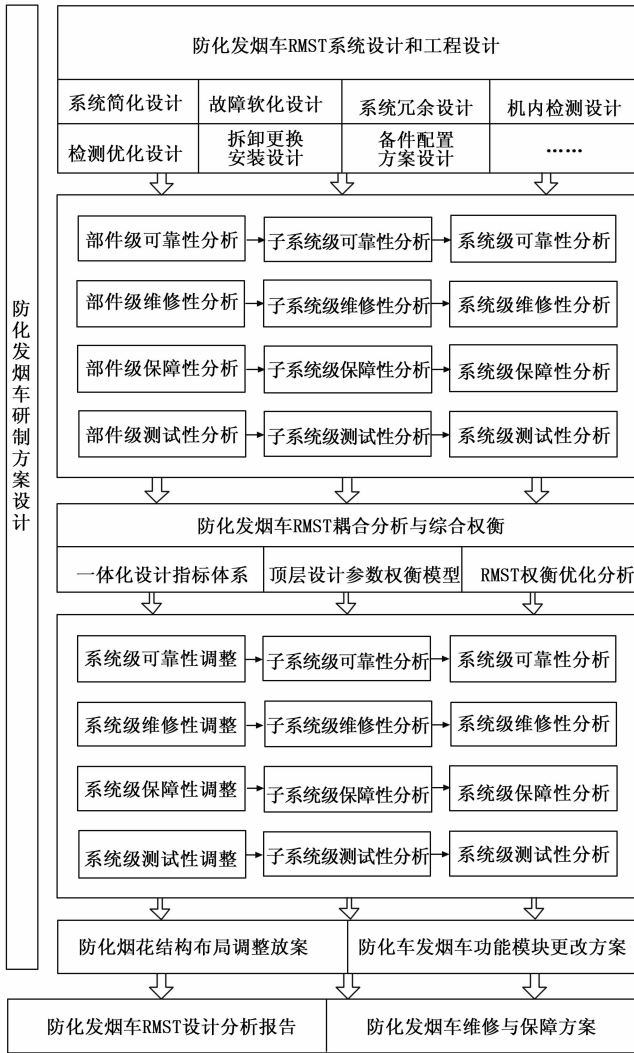 防化发烟车RMST系统设计和工程设计
系统简化设计
故障软化设计
系统冗余设计
机内检测设计
检测优化设计
拆卸更换
安装设计
备件配置
方案设计
……
防化发烟车研制方案设计
部件级可靠性分析
子系统级可靠性分析
系统级可靠性分析
部件级维修性分析
子系统级维修性分析
系统级维修性分析
部件级保障性分析
子系统级保障性分析
系统级保障性分析
部件级测试性分析
子系统级测试性分析
系统级测试性分析
防化发烟车RMST耦合分析与综合权衡
一体化设计指标体系
顶层设计参数权衡模型
RMST权衡优化分析
系统级可靠性调整
子系统级可靠性分析
系统级可靠性分析
系统级维修性调整
子系统级维修性分析
系统级维修性分析
系统级保障性调整
子系统级保障性分析
系统级保障性分析
系统级测试性调整
子系统级测试性分析
系统级测试性分析
防化烟花结构布局调整放案
防化车发烟车功能模块更改方案
防化发烟车RMST设计分析报告
防化发烟车维修与保障方案